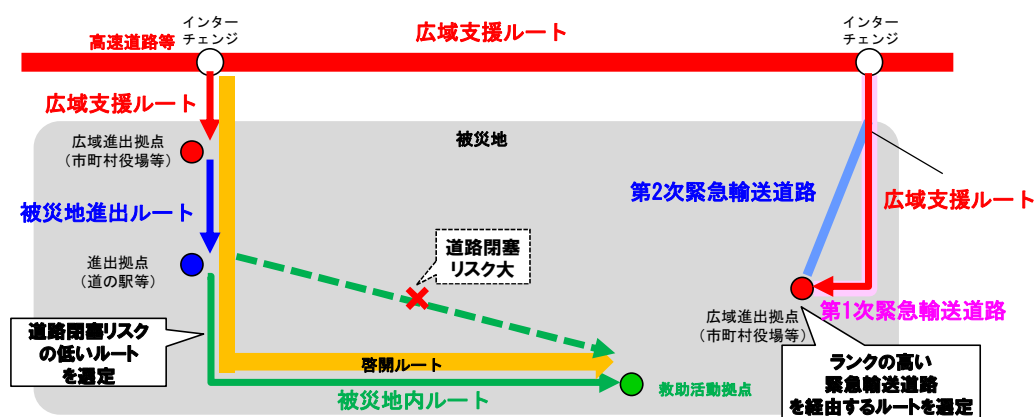 インター
チェンジ
高速道路等
広域支援ルート
インター
チェンジ
広域支援ルート
広域進出拠点
（市町村役場等）
被災地
被災地進出ルート
第2次緊急輸送道路
広域支援ルート
進出拠点
（道の駅等）
道路閉塞
リスク大
道路閉塞リスク
の低いルート
を選定
広域進出拠点
（市町村役場等）
第1次緊急輸送道路
啓開ルート
被災地内ルート
救助活動拠点
ランクの高い
緊急輸送道路
を経由するルートを選定